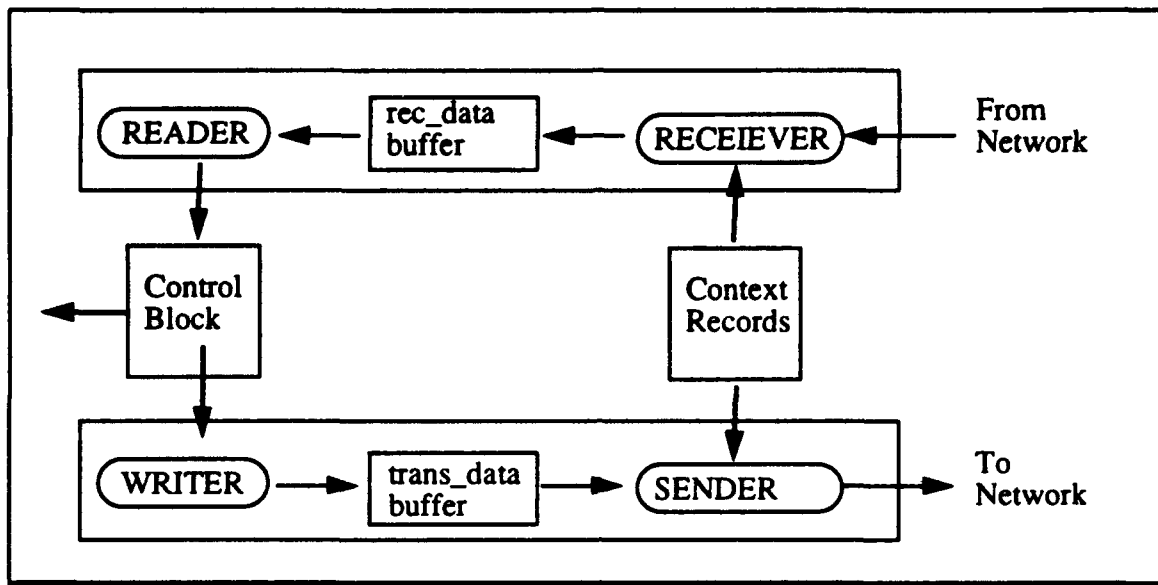 READER
rec_data
buffer
RECEIEVER
From
Network
Control
Block
Context
Records
WRITER
trans_data
buffer
SENDER
To
Network